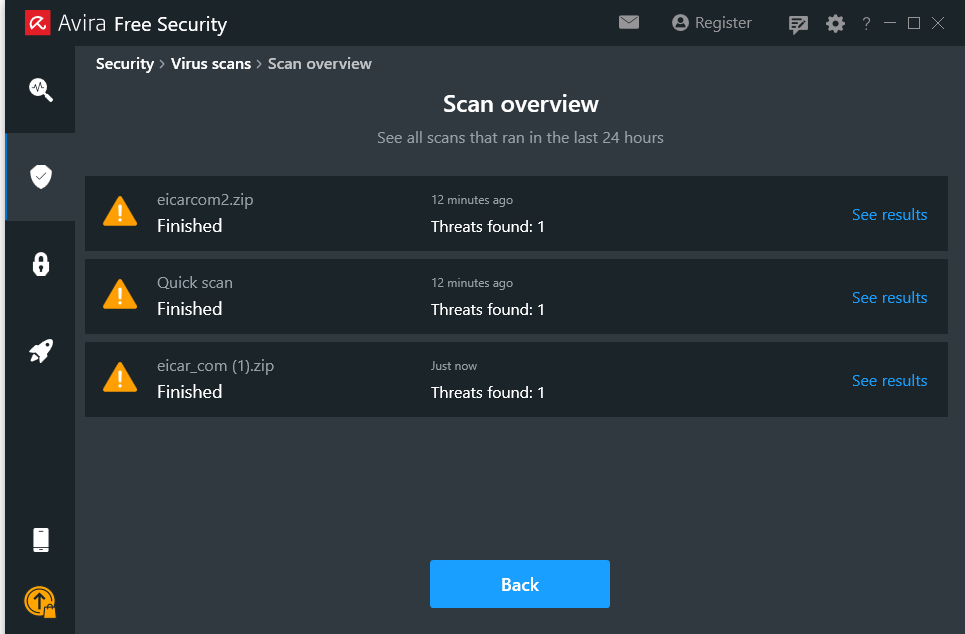 Avira Free Security
Register
?
Security > Virus scans > Scan overview
Scan overview
See all scans that ran in the last 24 hours
eicarcom2.zip
12 minutes ago
Finished
Threats found: 1
See results
Quick scan
12 minutes ago
Finished
Threats found: 1
See results
eicar_com (1).zip
Just now
Finished
Threats found: 1
See results
Back